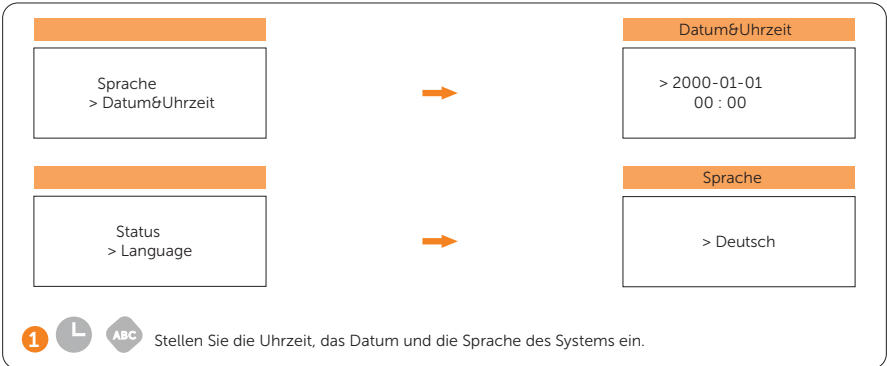 Datum&Uhrzeit
Sprache
> Datum&Uhrzeit
> 2000-01-01
00 : 00
Sprache
Status
> Language
> Deutsch
1 ABC Stellen Sie die Uhrzeit, das Datum und die Sprache des Systems ein.